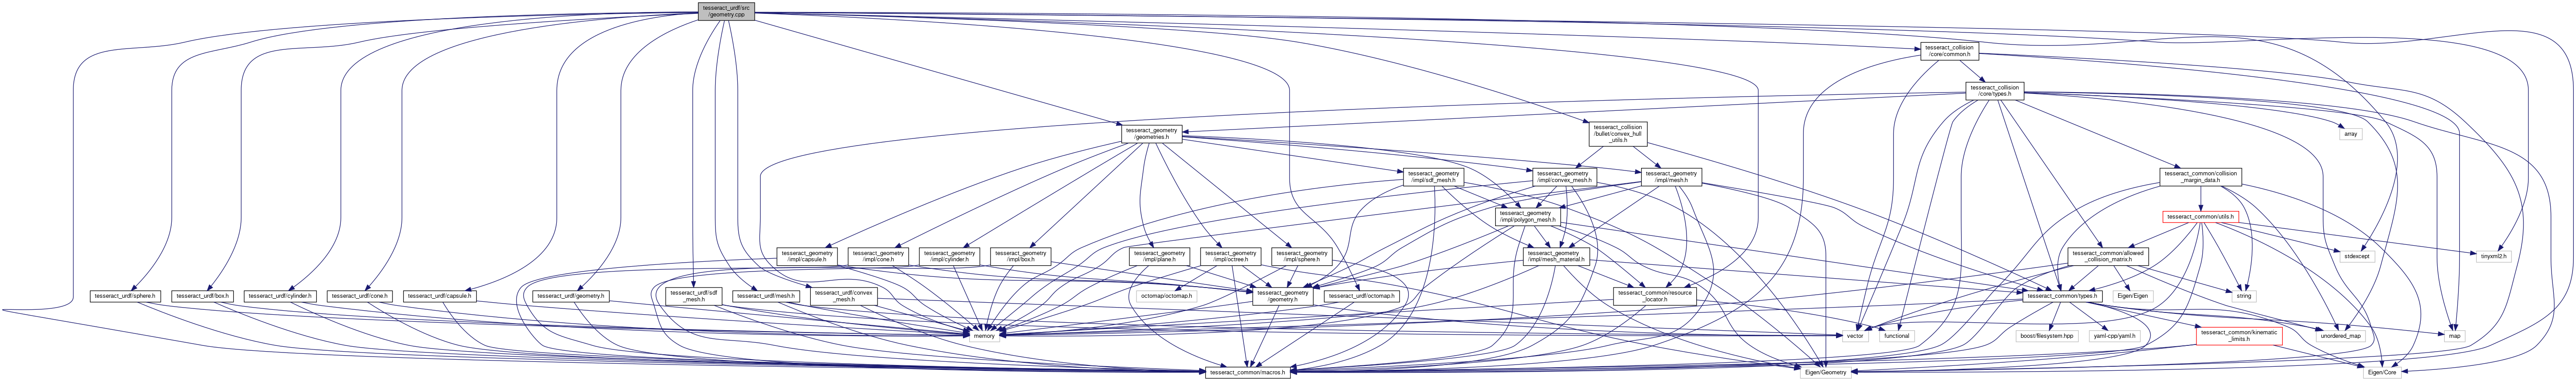 tesseract_urdf/src
/geometry.cpp
tesseract_collision
/core/common.h
tesseract_collision
/core/types.h
tesseract_geometry
/geometries.h
tesseract_collision
/bullet/convex_hull
_utils.h
array
tesseract_geometry
/impl/sdf_mesh.h
tesseract_geometry
/impl/convex_mesh.h
tesseract_geometry
/impl/mesh.h
tesseract_common/collision
_margin_data.h
tesseract_geometry
/impl/polygon_mesh.h
tesseract_common/utils.h
tesseract_geometry
/impl/capsule.h
tesseract_geometry
/impl/cone.h
tesseract_geometry
/impl/cylinder.h
tesseract_geometry
/impl/box.h
tesseract_geometry
/impl/plane.h
tesseract_geometry
/impl/octree.h
tesseract_geometry
/impl/sphere.h
tesseract_geometry
/impl/mesh_material.h
tesseract_common/allowed
_collision_matrix.h
stdexcept
tinyxml2.h
tesseract_urdf/sphere.h
tesseract_urdf/box.h
tesseract_urdf/cylinder.h
tesseract_urdf/cone.h
tesseract_urdf/capsule.h
tesseract_urdf/geometry.h
tesseract_urdf/sdf
_mesh.h
tesseract_urdf/mesh.h
tesseract_urdf/convex
_mesh.h
octomap/octomap.h
tesseract_geometry
/geometry.h
tesseract_urdf/octomap.h
tesseract_common/resource
_locator.h
tesseract_common/types.h
Eigen/Eigen
string
memory
vector
functional
boost/filesystem.hpp
yaml-cpp/yaml.h
tesseract_common/kinematic
_limits.h
unordered_map
map
tesseract_common/macros.h
Eigen/Geometry
Eigen/Core